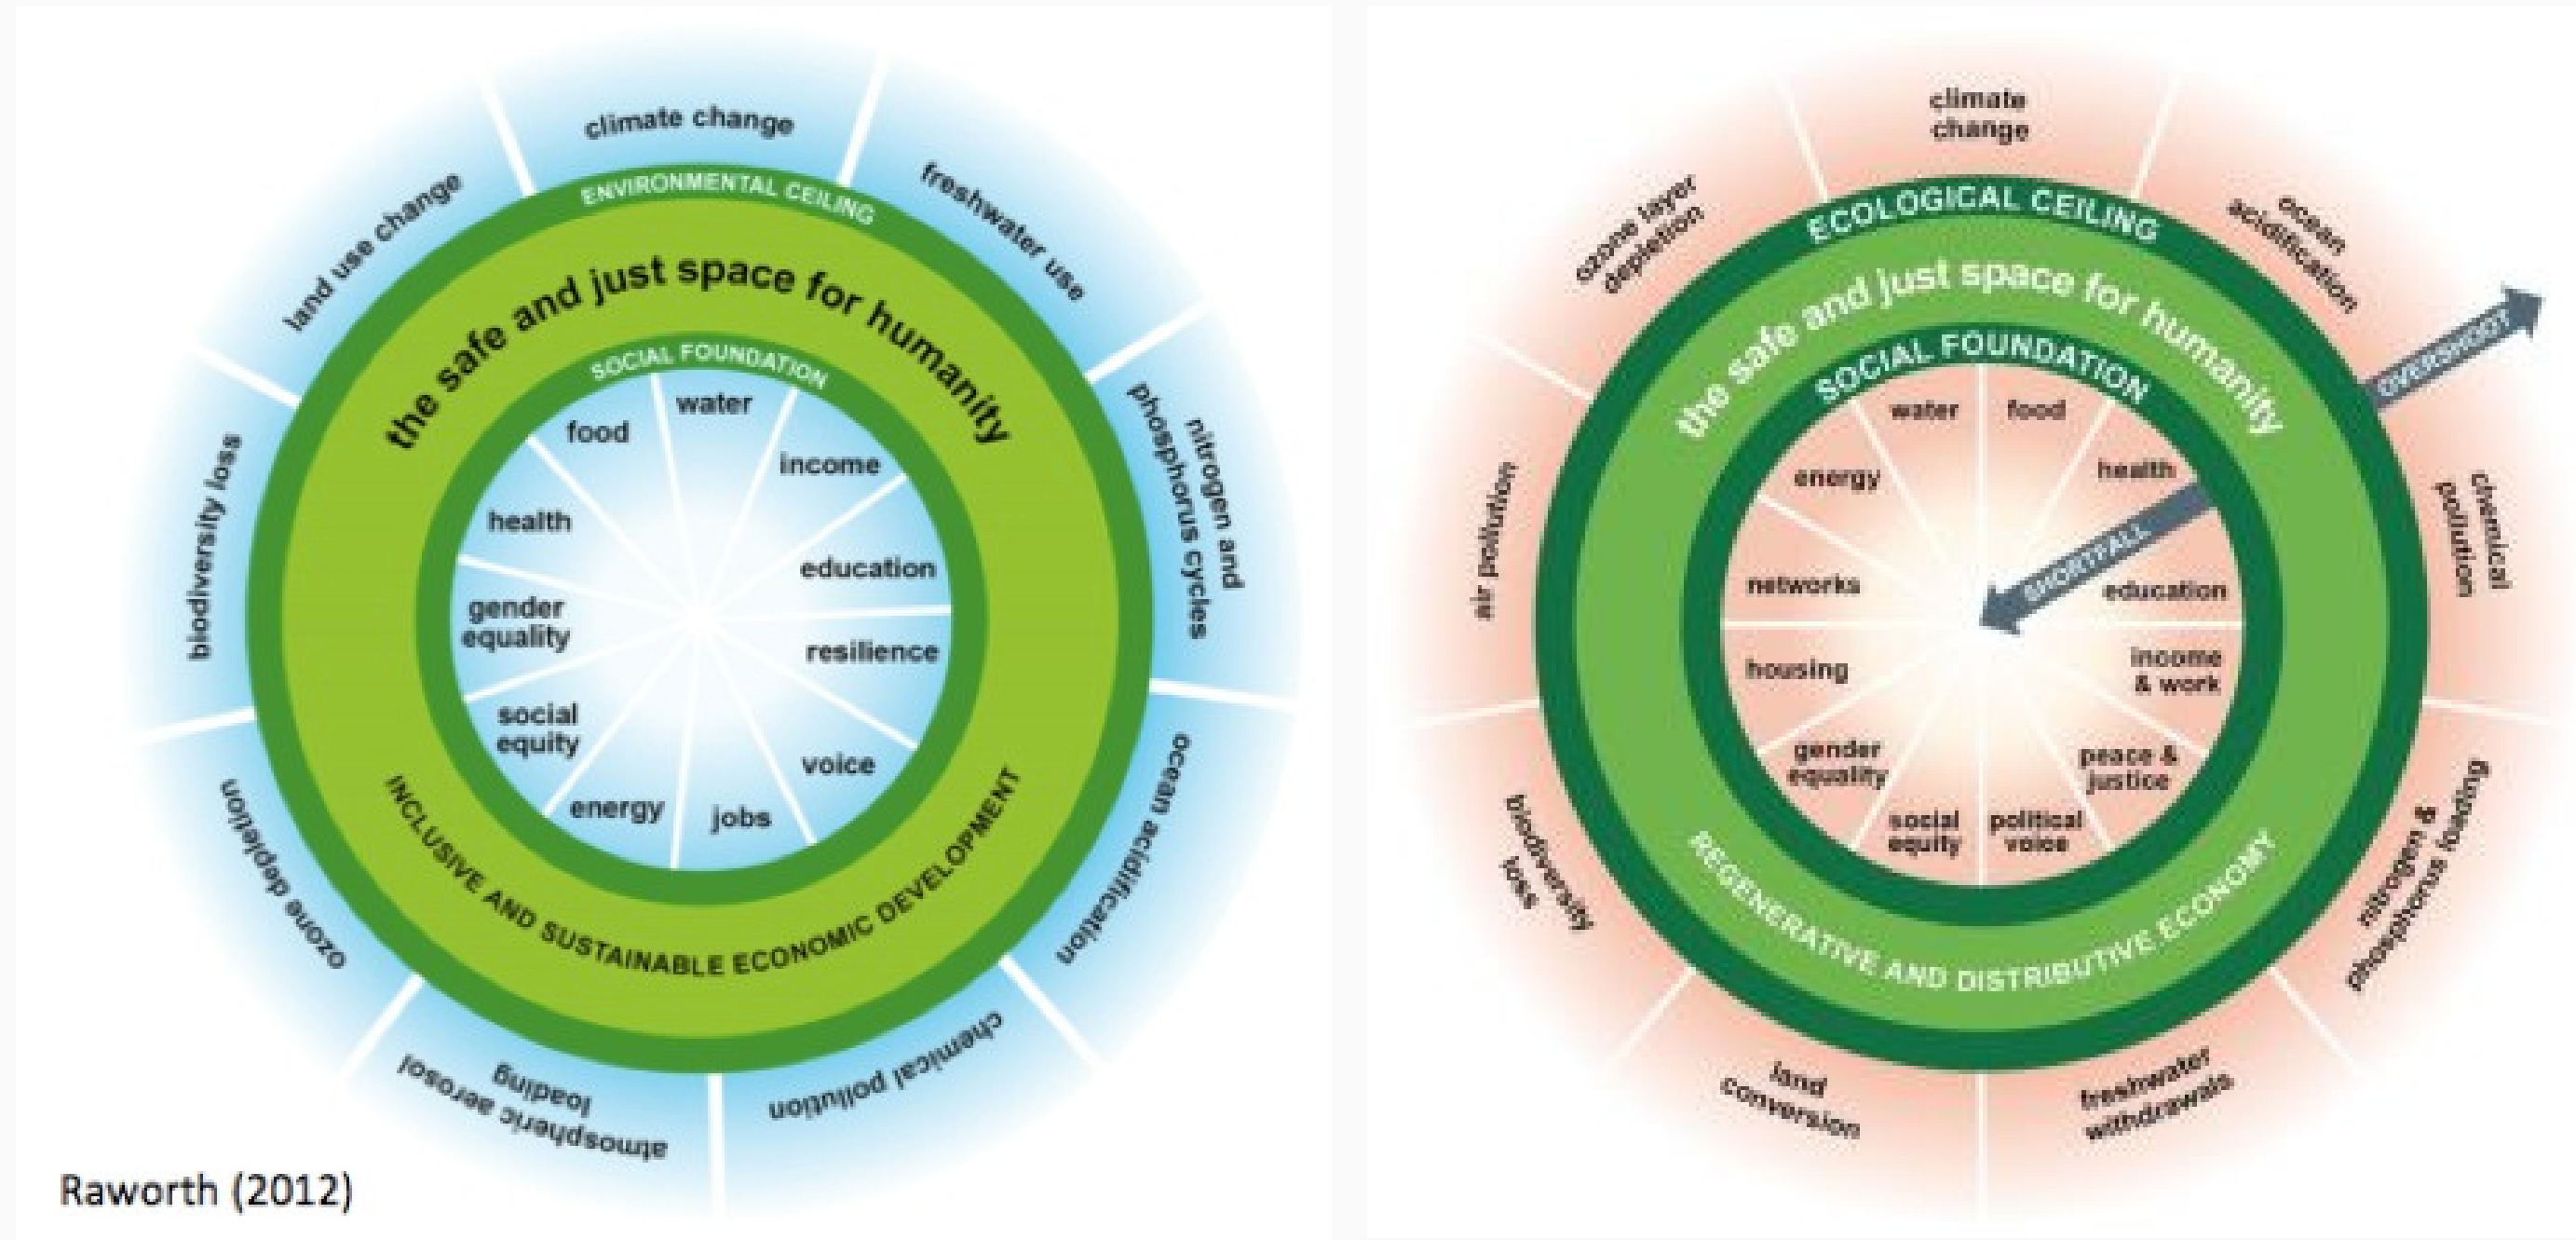 climate change
freshwater use
nitrogen and
phosphorus cycles
ocean acidification
chemical pollution
atmospheric aerosol
loading
ozone depletion
biodiversity loss
land use change
ENVIRONMENTAL CEILING
the safe and just space for humanity
SOCIAL FOUNDATION
water
income
education
resilience
voice
jobs
energy
social
equity
gender
equality
health
food
INCLUSIVE AND SUSTAINABLE ECONOMIC DEVELOPMENT
Raworth (2012)
climate
change
ocean
acidification
chemical
pollution
nitrogen &
phosphorus loading
freshwater
withdrawals
land
conversion
biodiversity
loss
air pollution
ozone layer
depletion
OVERSHOOT
ECOLOGICAL CEILING
the safe and just space for humanity
SOCIAL FOUNDATION
water
food
health
SHORTFALL
education
income
& work
peace &
justice
political
voice
social
equity
gender
equality
housing
networks
energy
REGENERATIVE AND DISTRIBUTIVE ECONOMY